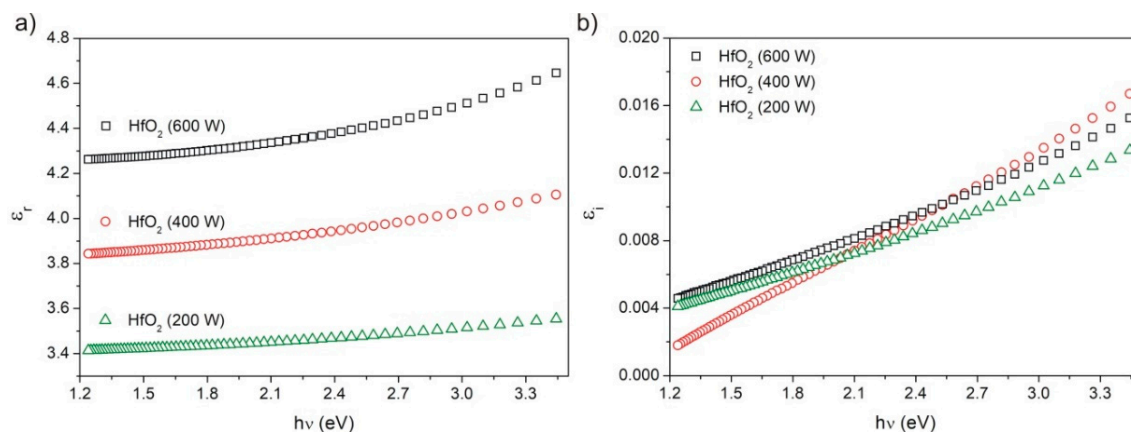 a)
4.8
4.6
4.4
4.2
4.0
3.8
3.6
3.4
εr
HfO2 (600 W)
HfO2 (400 W)
HfO2 (200 W)
1.2 1.5 1.8 2.1 2.4 2.7 3.0 3.3
hν (eV)
b)
0.020
0.016
0.012
0.008
0.004
0.000
εi
HfO2 (600 W)
HfO2 (400 W)
HfO2 (200 W)
1.2 1.5 1.8 2.1 2.4 2.7 3.0 3.3
hν (eV)